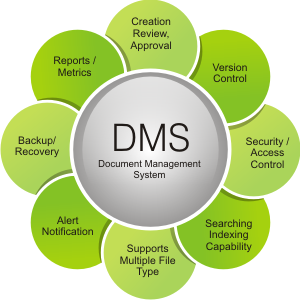 Creation
Review,
Approval
Version
Control
Security /
Access
Control
Searching
Indexing
Capability
Supports
Multiple File
Type
Alert
Notification
Backup/
Recovery
Reports /
Metrics
DMS
Document Management
System